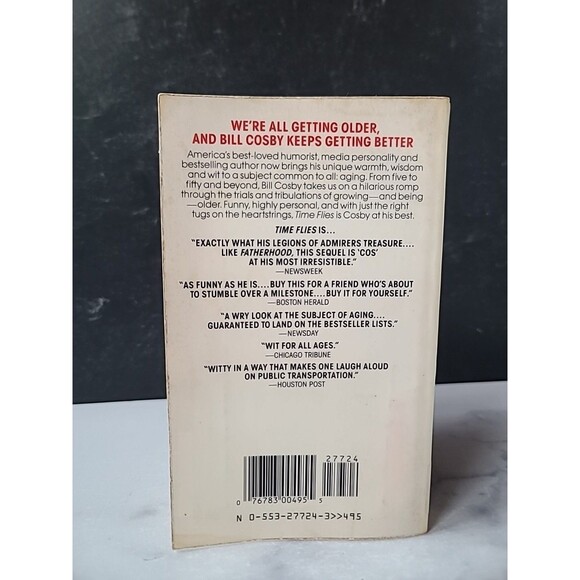 WE'RE ALL GETTING OLDER,
AND BILL COSBY KEEPS GETTING BETTER
America's best-loved humorist, media personality and
bestselling author now brings his unique warmth, wisdom
and wit to a subject common to all: aging. From five to
fifty and beyond, Bill Cosby takes us on a hilarious romp
through the trials and tribulations of growing—and being
—older. Funny, highly personal, and with just the right
tugs on the heartstrings, Time Flies is Cosby at his best.
TIME FLIES IS...
"EXACTLY WHAT HIS LEGIONS OF ADMIRERS TREASURE....
LIKE FATHERHOOD, THIS SEQUEL IS 'COS'
AT HIS MOST IRRESISTIBLE."
—NEWSWEEK
"AS FUNNY AS HE IS....BUY THIS FOR A FRIEND WHO'S ABOUT
TO STUMBLE OVER A MILESTONE....BUY IT FOR YOURSELF."
—BOSTON HERALD
"A WRY LOOK AT THE SUBJECT OF AGING....
GUARANTEED TO LAND ON THE BESTSELLER LISTS."
—NEWSDAY
"WIT FOR ALL AGES."
—CHICAGO TRIBUNE
"WITTY IN A WAY THAT MAKES ONE LAUGH ALOUD
ON PUBLIC TRANSPORTATION."
—HOUSTON POST
27724
0 76783 00495 5
N 0-553-27724-3>>495